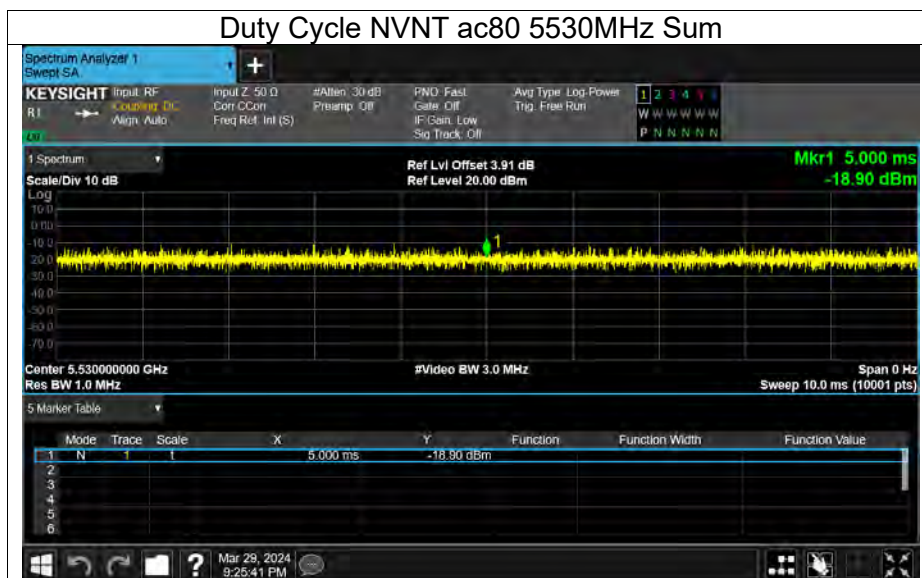 Duty Cycle NVNT ac80 5530MHz Sum
Spectrum Analyzer 1
Swept SA
+
KEYSIGHT Input: RF Input Z: 50 Ω #Atten: 30 dB PNO: Fast Avg Type: Log-Power 1 2 3 4 5 6
R1 Coupling: DC Corr CCorr Preamp: Off Gate: Off Trig: Free Run W W W W W W
Align: Auto Freq Ref: Int (S) IF Gain: Low P N N N N N
Sig Track: Off
1 Spectrum Ref Lvl Offset 3.91 dB Mkr1 5.000 ms
Scale/Div 10 dB Ref Level 20.00 dBm -18.90 dBm
Log
10.0
0.00
-10.0
1
-20.0
-30.0
-40.0
-50.0
-60.0
-70.0
Center 5.530000000 GHz #Video BW 3.0 MHz Span 0 Hz
Res BW 1.0 MHz Sweep 10.0 ms (10001 pts)
5 Marker Table
Mode Trace Scale X Y Function Function Width Function Value
1 N 1 t 5.000 ms -18.90 dBm
2
3
4
5
6
? Mar 29, 2024
9:25:41 PM